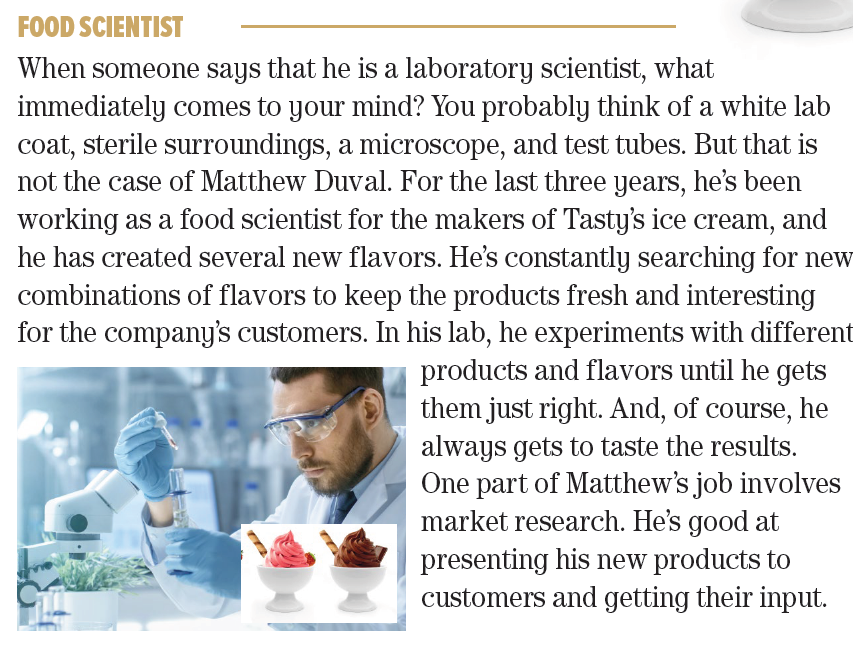 FOOD SCIENTIST
When someone says that he is a laboratory scientist, what
immediately comes to your mind? You probably think of a white lab
coat, sterile surroundings, a microscope, and test tubes. But that is
not the case of Matthew Duval. For the last three years, he's been
working as a food scientist for the makers of Tasty's ice cream, and
he has created several new flavors. He's constantly searching for new
combinations of flavors to keep the products fresh and interesting
for the company's customers. In his lab, he experiments with different
products and flavors until he gets
them just right. And, of course, he
always gets to taste the results.
One part of Matthew's job involves
market research. He's good at
presenting his new products to
customers and getting their input.